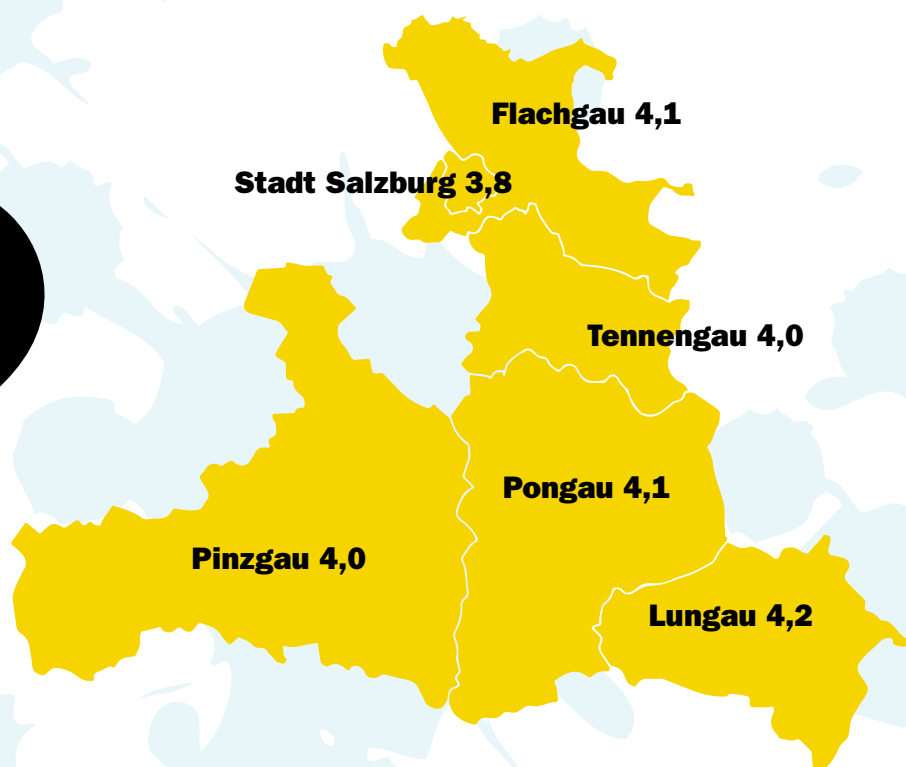 Flachgau 4,1
Stadt Salzburg 3,8
Tennengau 4,0
Pongau 4,1
Pinzgau 4,0
Lungau 4,2